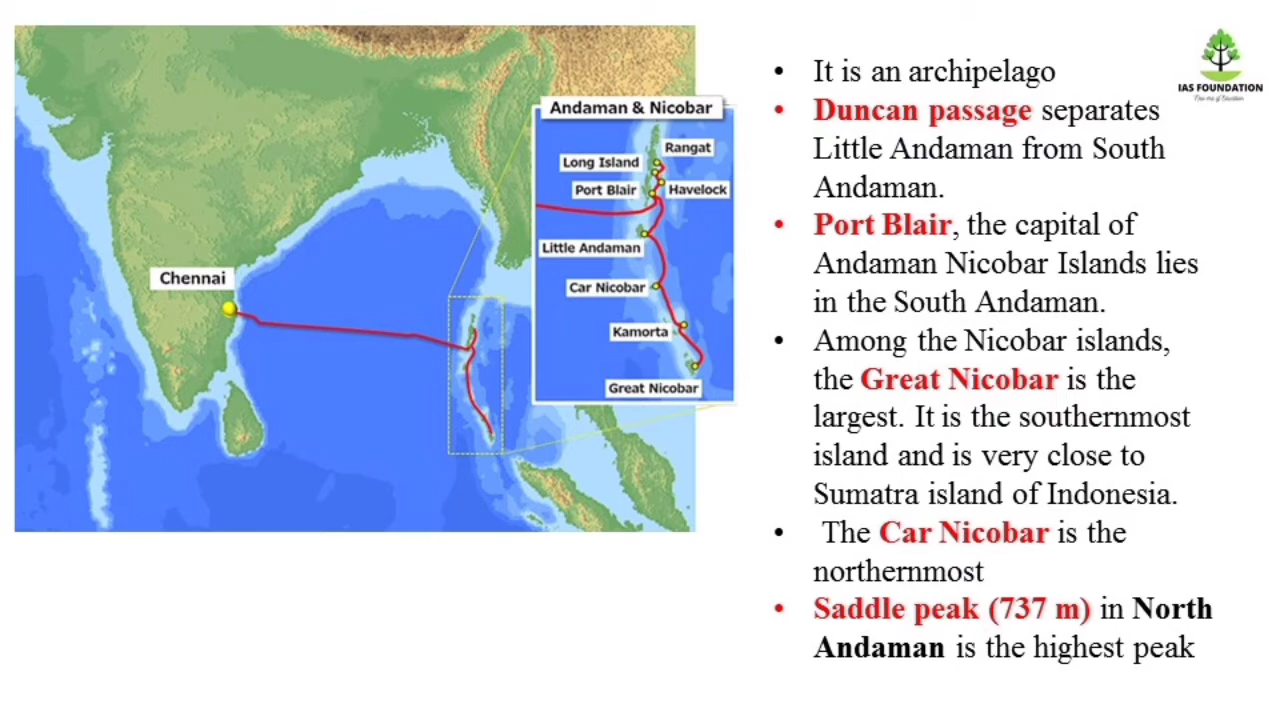 Andaman & Nicobar
Rangat
Long Island
Port Blair
Havelock
Little Andaman
Car Nicobar
Kamorta
Great Nicobar
Chennai
• It is an archipelago
• Duncan passage separates
Little Andaman from South
Andaman.
• Port Blair, the capital of
Andaman Nicobar Islands lies
in the South Andaman.
• Among the Nicobar islands,
the Great Nicobar is the
largest. It is the southernmost
island and is very close to
Sumatra island of Indonesia.
• The Car Nicobar is the
northernmost
• Saddle peak (737 m) in North
Andaman is the highest peak
IAS FOUNDATION